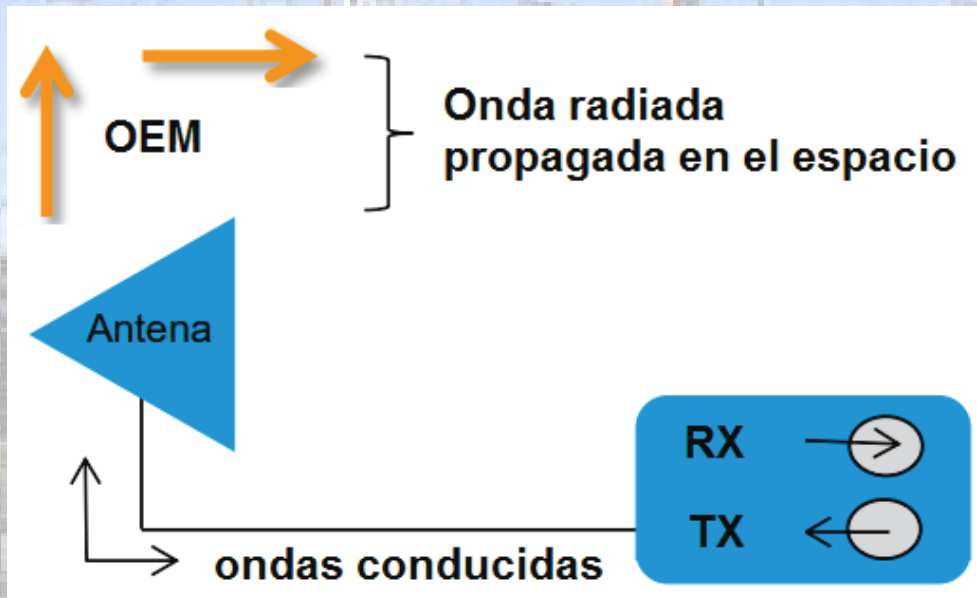 OEM
Onda radiada
propagada en el espacio
Antena
RX
TX
ondas conducidas